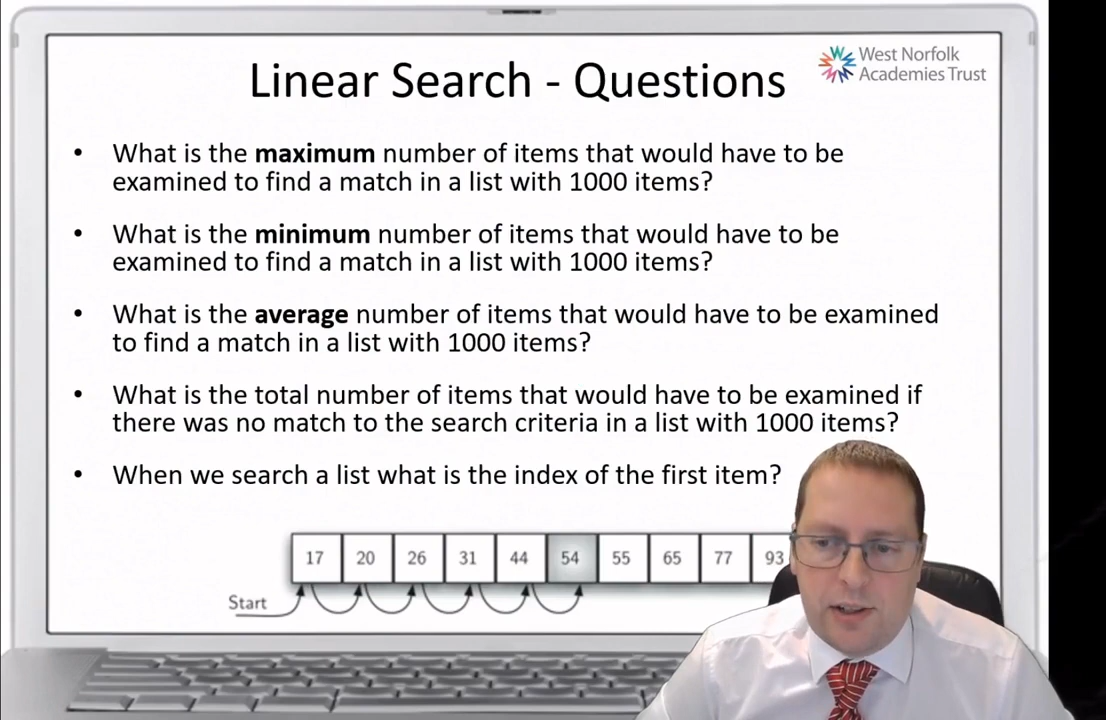 Linear Search - Questions
West Norfolk
Academies Trust
• What is the maximum number of items that would have to be
examined to find a match in a list with 1000 items?
• What is the minimum number of items that would have to be
examined to find a match in a list with 1000 items?
• What is the average number of items that would have to be examined
to find a match in a list with 1000 items?
• What is the total number of items that would have to be examined if
there was no match to the search criteria in a list with 1000 items?
• When we search a list what is the index of the first item?
17 20 26 31 44 54 55 65 77 93
Start